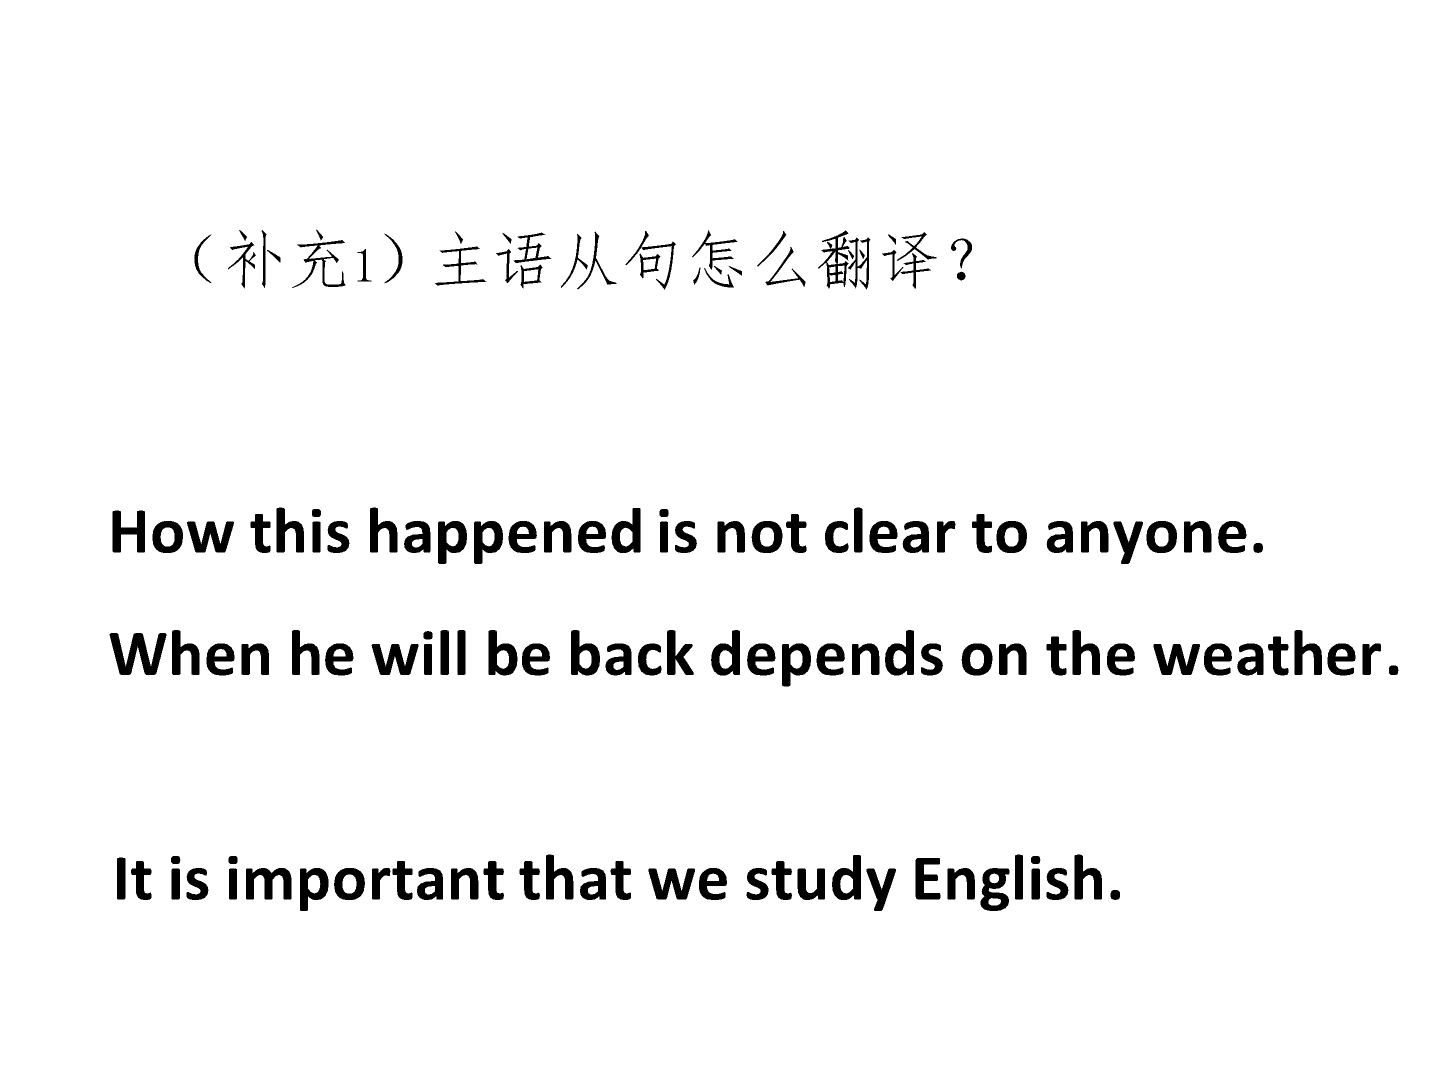 （补充1）主语从句怎么翻译？
How this happened is not clear to anyone.
When he will be back depends on the weather.
It is important that we study English.